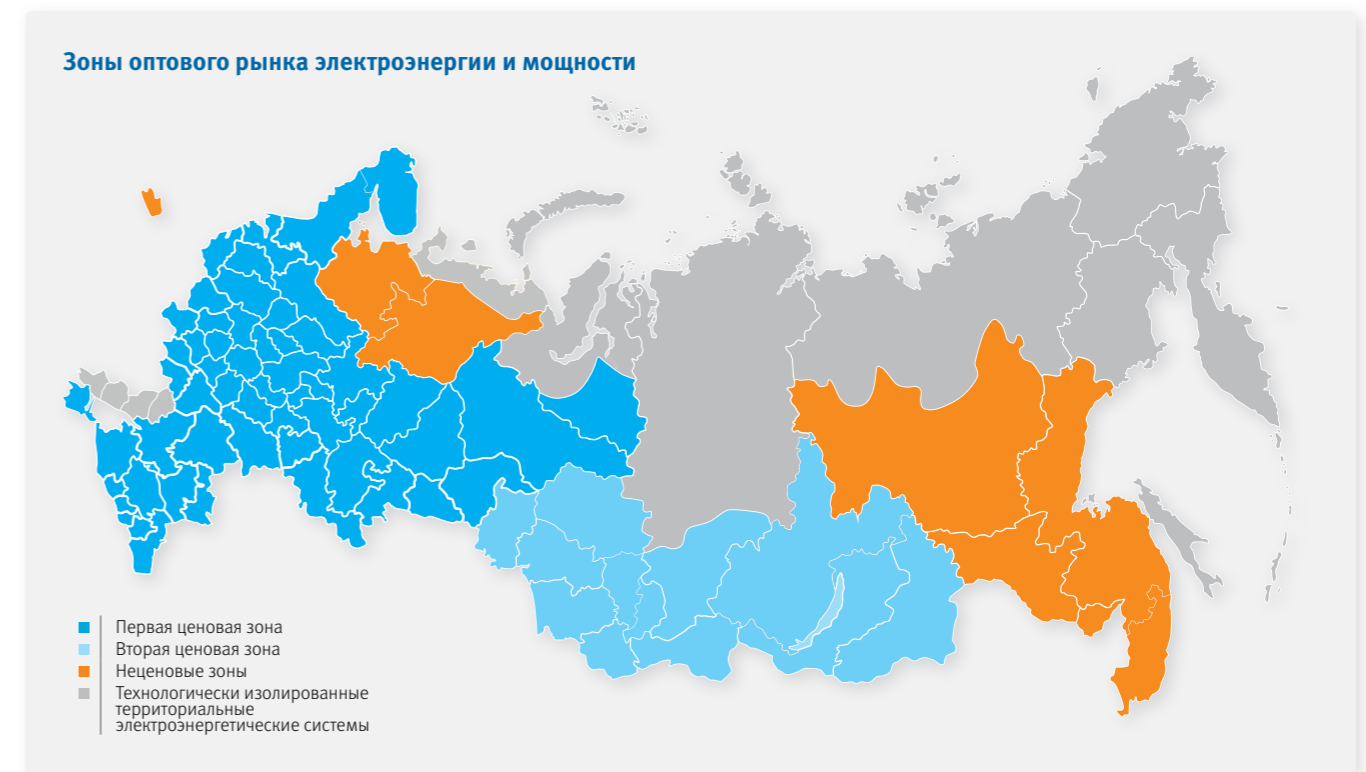 Зоны оптового рынка электроэнергии и мощности
Первая ценовая зона
Вторая ценовая зона
Неценовые зоны
Технологически изолированные
территориальные
электроэнергетические системы